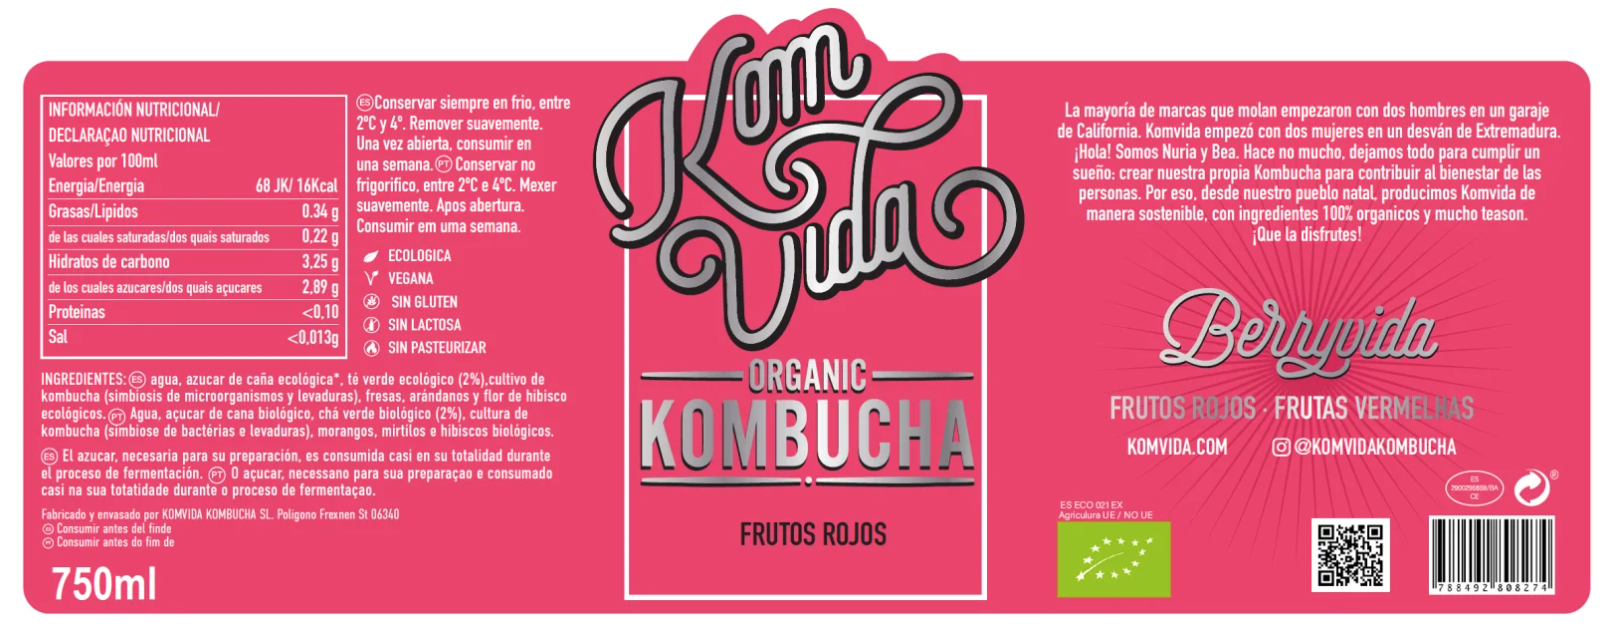 INFORMACIÓN NUTRICIONAL/
DECLARAÇAO NUTRICIONAL
Valores por 100ml
Energia/Energia 68 JK/ 16Kcal
Grasas/Lipidos 0.34 g
de las cuales saturadas/dos quais saturados 0,22 g
Hidratos de carbono 3,25 g
de los cuales azucares/dos quais açucares 2,89 g
Proteinas <0,10
Sal <0,013g
ES Conservar siempre en frio, entre
2ºC y 4º. Remover suavemente.
Una vez abierta, consumir en
una semana. PT Conservar no
frigorifico, entre 2ºC e 4ºC. Mexer
suavemente. Apos abertura.
Consumir em uma semana.
ECOLOGICA
VEGANA
SIN GLUTEN
SIN LACTOSA
SIN PASTEURIZAR
INGREDIENTES: ES agua, azucar de caña ecológica*, té verde ecológico (2%),cultivo de
kombucha (simbiosis de microorganismos y levaduras), fresas, arándanos y flor de hibisco
ecológicos. PT Agua, açucar de cana biológico, chá verde biológico (2%), cultura de
kombucha (simbiose de bactérias e levaduras), morangos, mirtilos e hibiscos biológicos.
ES El azucar, necesaria para su preparación, es consumida casi en su totalidad durante
el proceso de fermentación. PT O açucar, necessano para sua preparaçao e consumado
casi na sua totatidade durante o proceso de fermentaçao.
Fabricado y envasado por KOMVIDA KOMBUCHA SL. Poligono Frexnen St 06340
ES Consumir antes del finde
PT Consumir antes do fim de
750ml
Kom
Vida
ORGANIC
KOMBUCHA
FRUTOS ROJOS
La mayoría de marcas que molan empezaron con dos hombres en un garaje
de California. Komvida empezó con dos mujeres en un desván de Extremadura.
¡Hola! Somos Nuria y Bea. Hace no mucho, dejamos todo para cumplir un
sueño: crear nuestra propia Kombucha para contribuir al bienestar de las
personas. Por eso, desde nuestro pueblo natal, producimos Komvida de
manera sostenible, con ingredientes 100% organicos y mucho teason.
¡Que la disfrutes!
Berryvida
FRUTOS ROJOS · FRUTAS VERMELHAS
KOMVIDA.COM @KOMVIDAKOMBUCHA
ES
CE
®
ES ECO 021 EX
Agriculura UE / NO UE
788492 808274